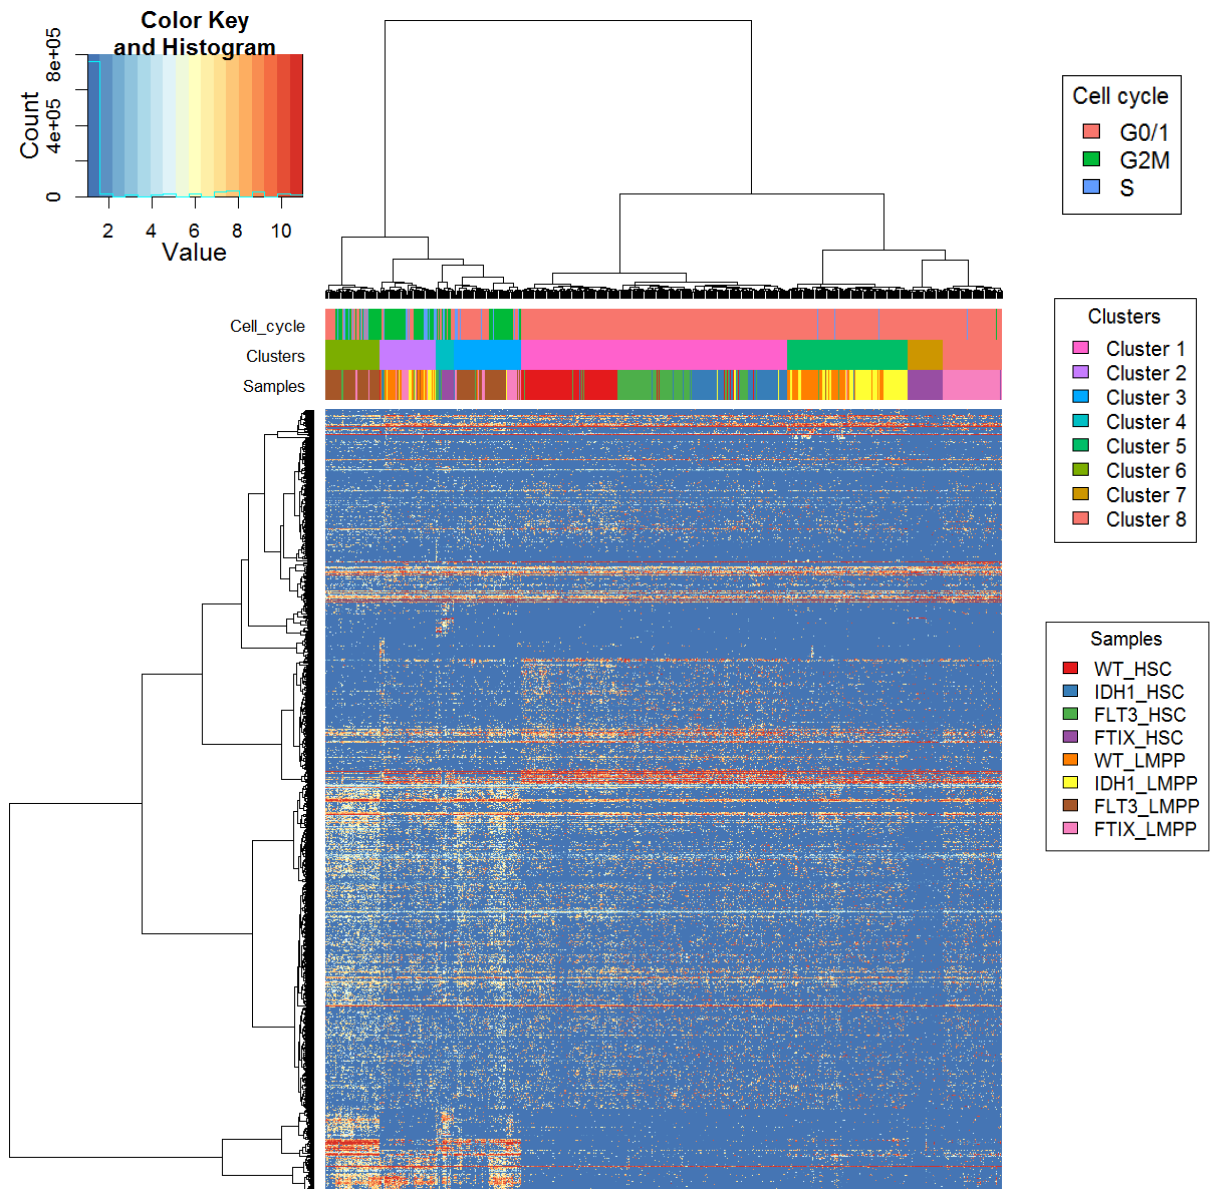 Color Key
and Histogram
Count
0
4e+05
8e+05
2 4 6 8 10
Value
Cell cycle
G0/1
G2M
S
Cell_cycle
Clusters
Samples
Clusters
Cluster 1
Cluster 2
Cluster 3
Cluster 4
Cluster 5
Cluster 6
Cluster 7
Cluster 8
Samples
WT_HSC
IDH1_HSC
FLT3_HSC
FTIX_HSC
WT_LMPP
IDH1_LMPP
FLT3_LMPP
FTIX_LMPP